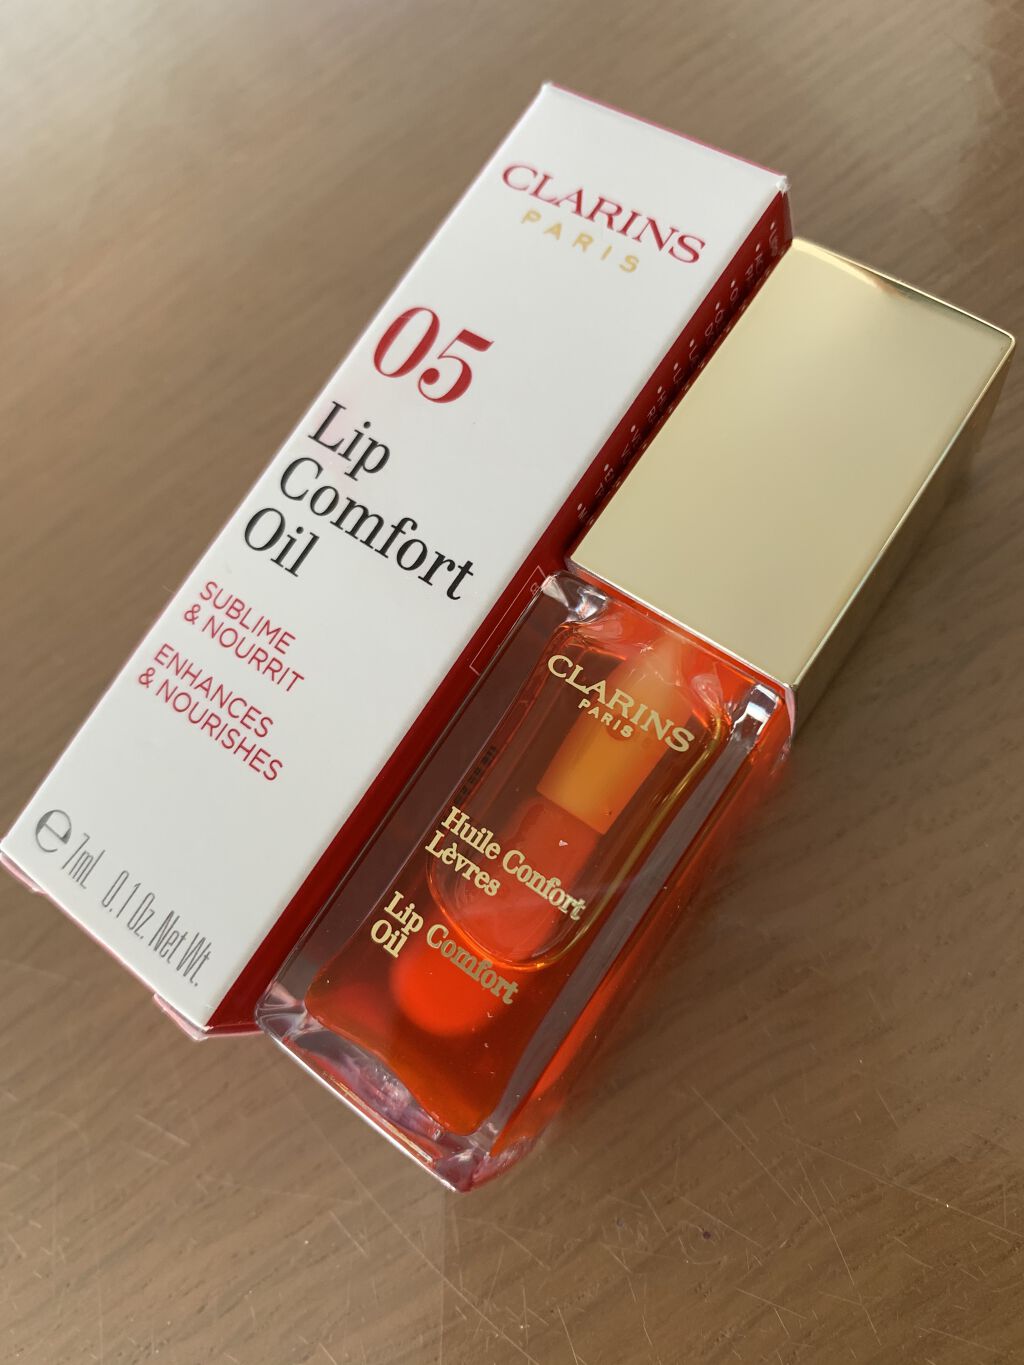 CLARINS
PARIS
05
Lip
Comfort
Oil
SUBLIME
& NOURRIT
ENHANCES
& NOURISHES
e 7mL 0.1 Oz. Net Wt.
CLARINS
PARIS
Huile Confort
Lèvres
Lip Comfort
Oil